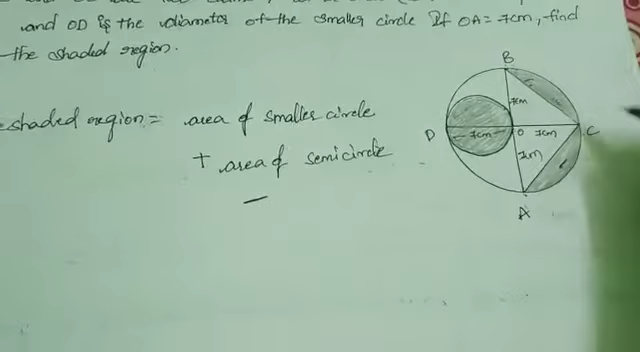 and OD is the diameter of the smaller circle If OA = 7cm, find
the shaded region.
shaded region = area of smaller circle
+ area of semicircle
B
7cm
D
7cm
O
7cm
C
7cm
A